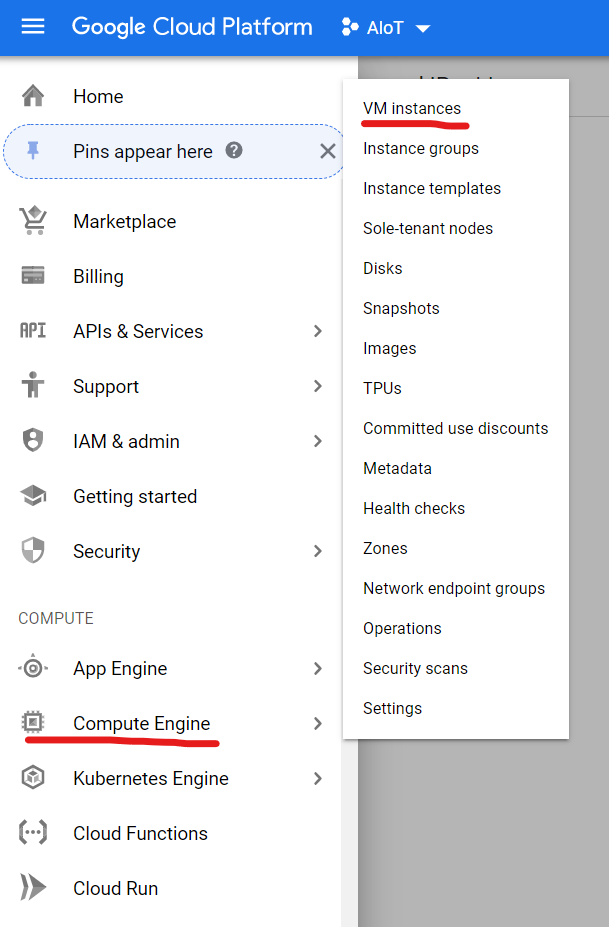 Google Cloud Platform
AIoT
Home
Pins appear here
Marketplace
Billing
API
APIs & Services
Support
IAM & admin
Getting started
Security
COMPUTE
App Engine
Compute Engine
Kubernetes Engine
Cloud Functions
Cloud Run
VM instances
Instance groups
Instance templates
Sole-tenant nodes
Disks
Snapshots
Images
TPUs
Committed use discounts
Metadata
Health checks
Zones
Network endpoint groups
Operations
Security scans
Settings